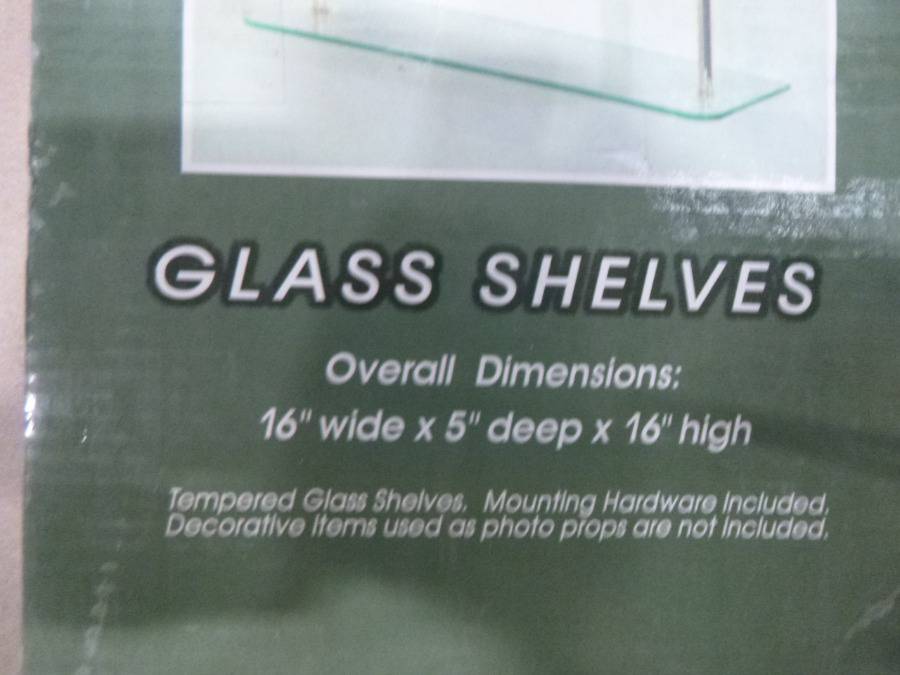 GLASS SHELVES
Overall Dimensions:
16" wide x 5" deep x 16" high
Tempered Glass Shelves. Mounting Hardware Included.
Decorative items used as photo props are not included.